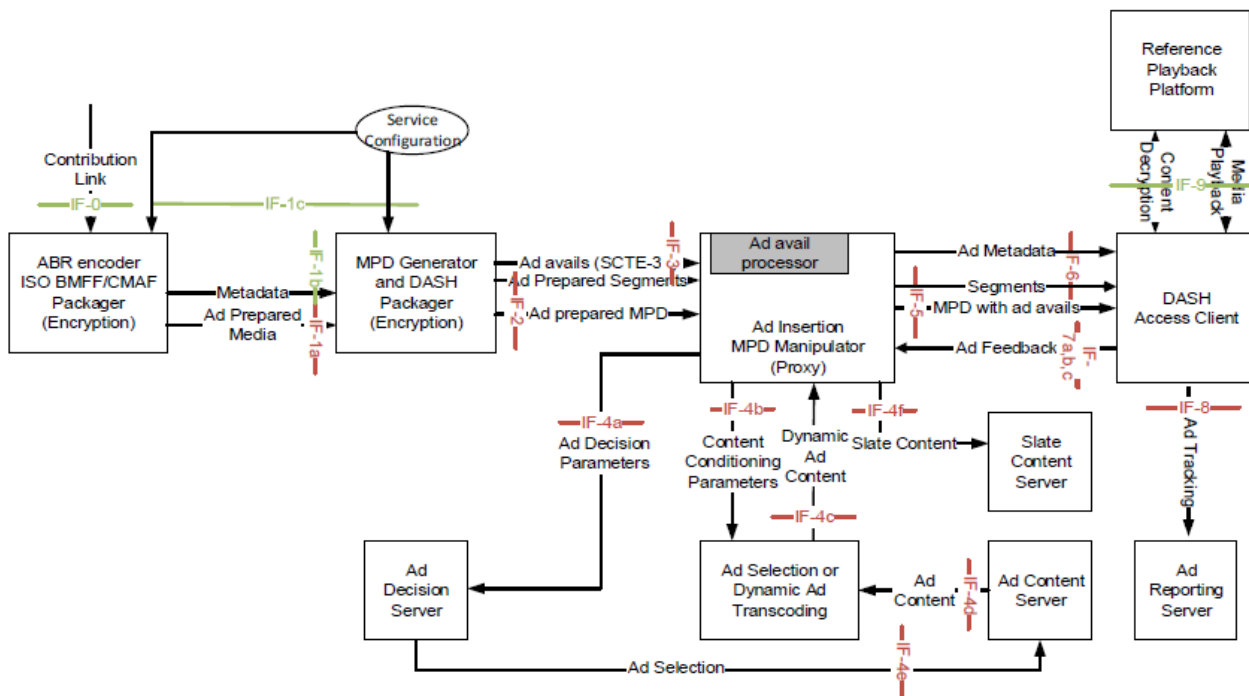 Reference
Playback
Platform
Service
Configuration
Contribution
Link
IF-0
IF-1c
Content
Decryption
Media
Playback
IF-9
ABR encoder
ISO BMFF/CMAF
Packager
(Encryption)
IF-1b
Metadata
Ad Prepared
Media
IF-1a
MPD Generator
and DASH
Packager
(Encryption)
Ad avails (SCTE-3
IF-3
Ad Prepared Segments
IF-2
Ad prepared MPD
Ad avail
processor
Ad Insertion
MPD Manipulator
(Proxy)
Ad Metadata
IF-6
Segments
IF-5
MPD with ad avails
Ad Feedback
IF-
7a,b,c
DASH
Access Client
IF-4a
Ad Decision
Parameters
IF-4b
Content
Conditioning
Parameters
Dynamic
Ad
Content
IF-4c
IF-4f
Slate Content
Slate
Content
Server
IF-8
Ad Tracking
Ad
Decision
Server
Ad Selection or
Dynamic Ad
Transcoding
Ad
Content
IF-4d
Ad Content
Server
Ad
Reporting
Server
Ad Selection
IF-4e